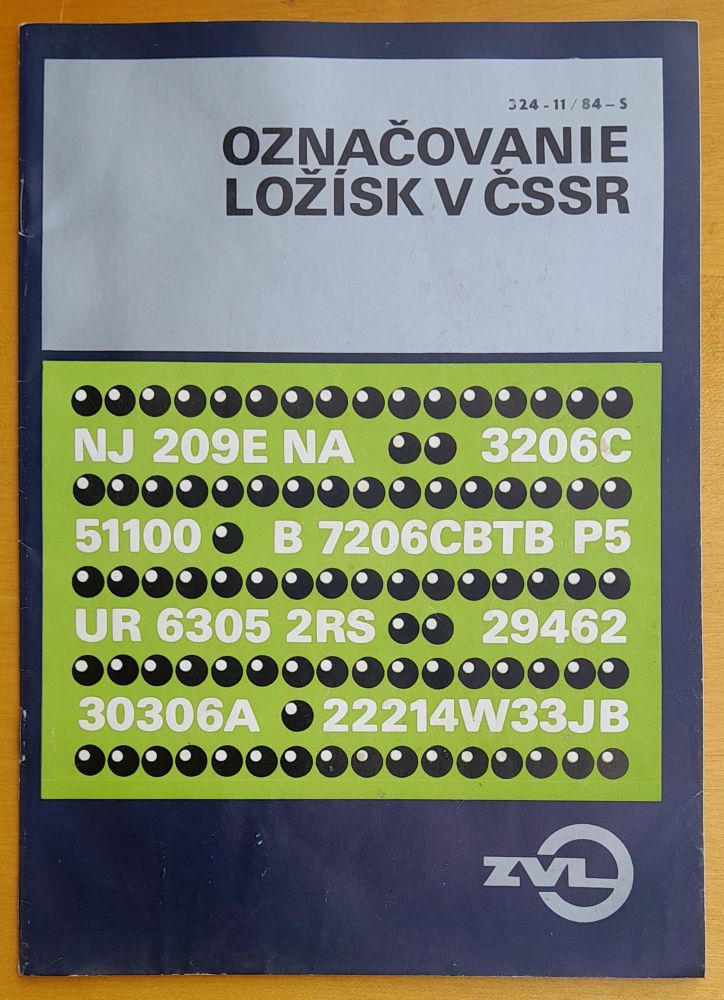 324-11/84-S
OZNAČOVANIE
LOŽÍSK V ČSSR
NJ 209E NA 3206C
51100 B 7206CBTB P5
UR 6305 2RS 29462
30306A 22214W33JB
ZVL